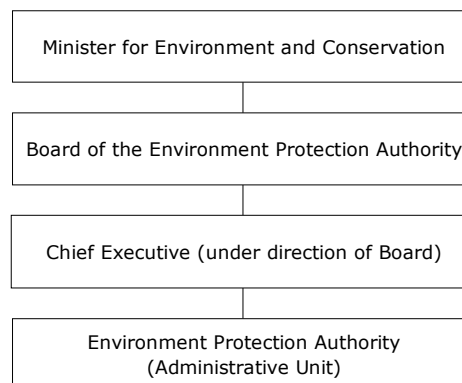 Minister for Environment and Conservation
Board of the Environment Protection Authority
Chief Executive (under direction of Board)
Environment Protection Authority
(Administrative Unit)